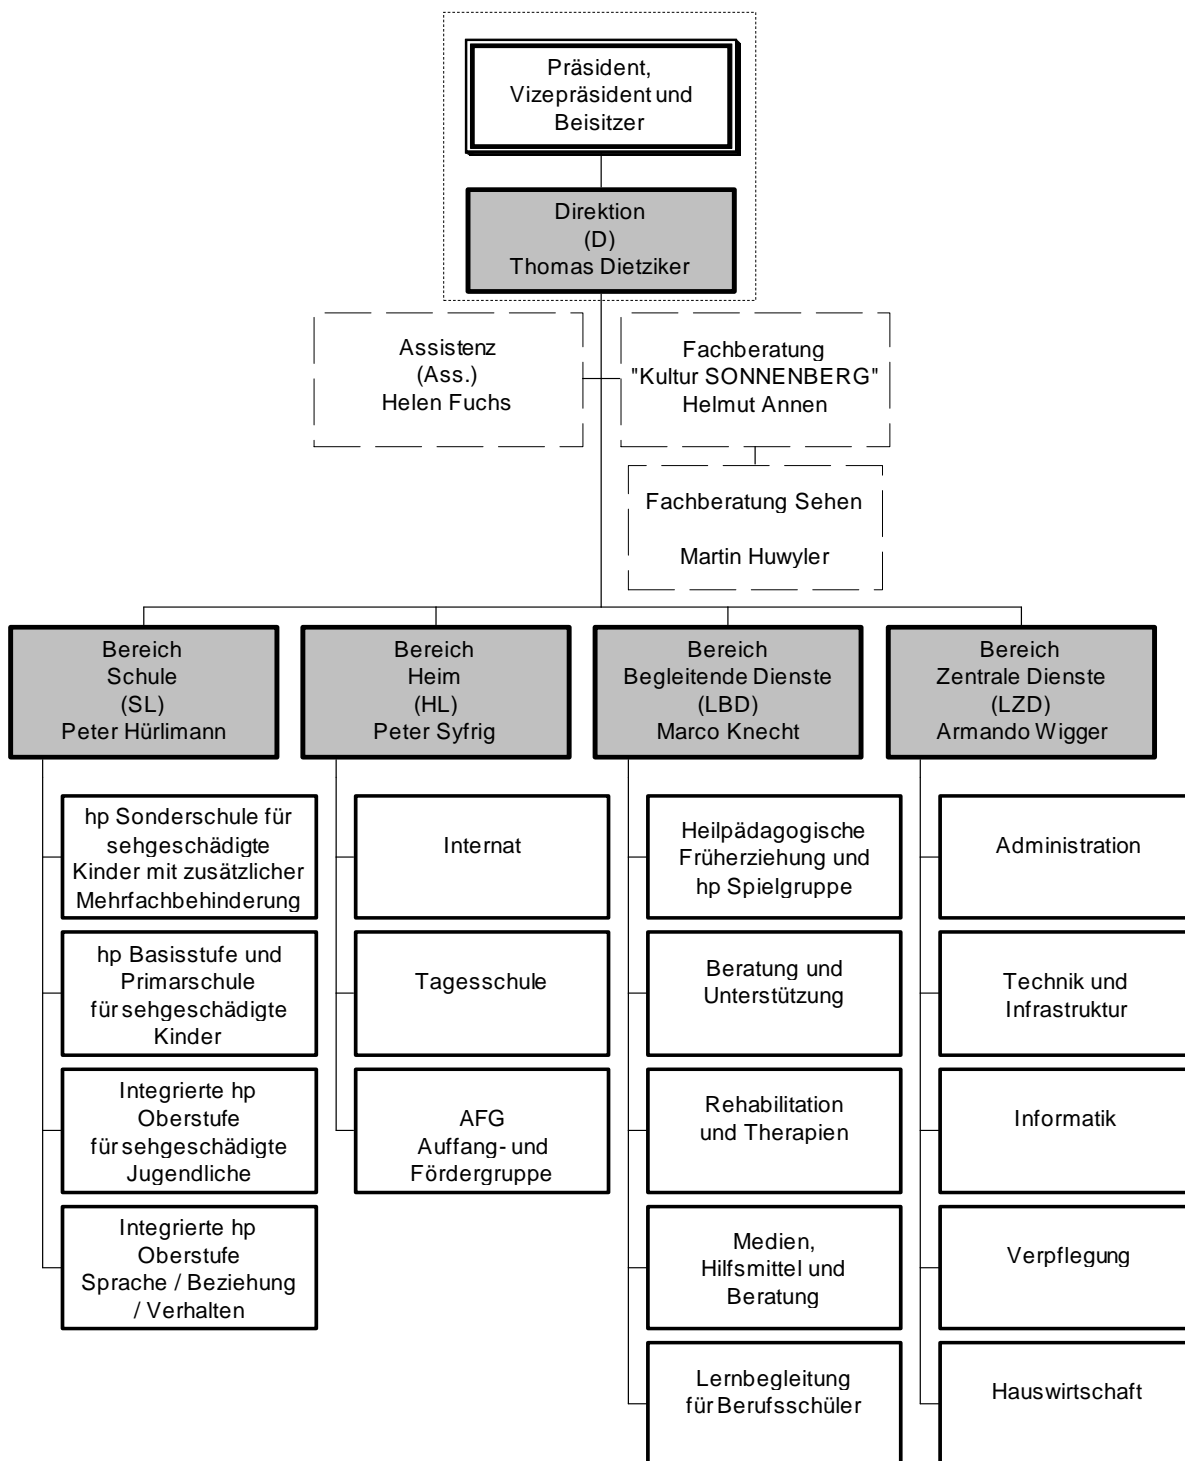 Präsident,
Vizepräsident und
Beisitzer
Direktion
(D)
Thomas Dietziker
Assistenz
(Ass.)
Helen Fuchs
Fachberatung
"Kultur SONNENBERG"
Helmut Annen
Fachberatung Sehen
Martin Huwyler
Bereich
Schule
(SL)
Peter Hürlimann
Bereich
Heim
(HL)
Peter Syfrig
Bereich
Begleitende Dienste
(LBD)
Marco Knecht
Bereich
Zentrale Dienste
(LZD)
Armando Wigger
hp Sonderschule für
sehgeschädigte
Kinder mit zusätzlicher
Mehrfachbehinderung
hp Basisstufe und
Primarschule
für sehgeschädigte
Kinder
Integrierte hp
Oberstufe
für sehgeschädigte
Jugendliche
Integrierte hp
Oberstufe
Sprache / Beziehung
/ Verhalten
Internat
Tagesschule
AFG
Auffang- und
Fördergruppe
Heilpädagogische
Früherziehung und
hp Spielgruppe
Beratung und
Unterstützung
Rehabilitation
und Therapien
Medien,
Hilfsmittel und
Beratung
Lernbegleitung
für Berufsschüler
Administration
Technik und
Infrastruktur
Informatik
Verpflegung
Hauswirtschaft